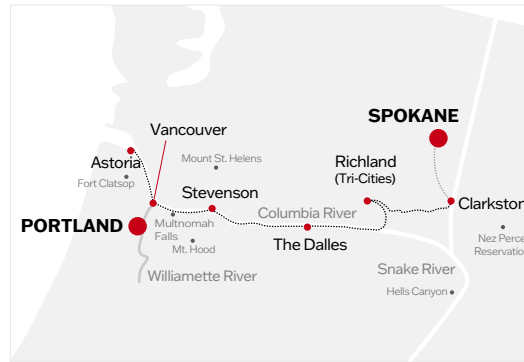 SPOKANE
Vancouver
Astoria
Mount St. Helens
Richland
(Tri-Cities)
Fort Clatsop
Stevenson
Clarkston
Columbia River
PORTLAND
Multnomah
Falls
Mt. Hood
The Dalles
Nez Perce
Reservation
Williamette River
Snake River
Hells Canyon